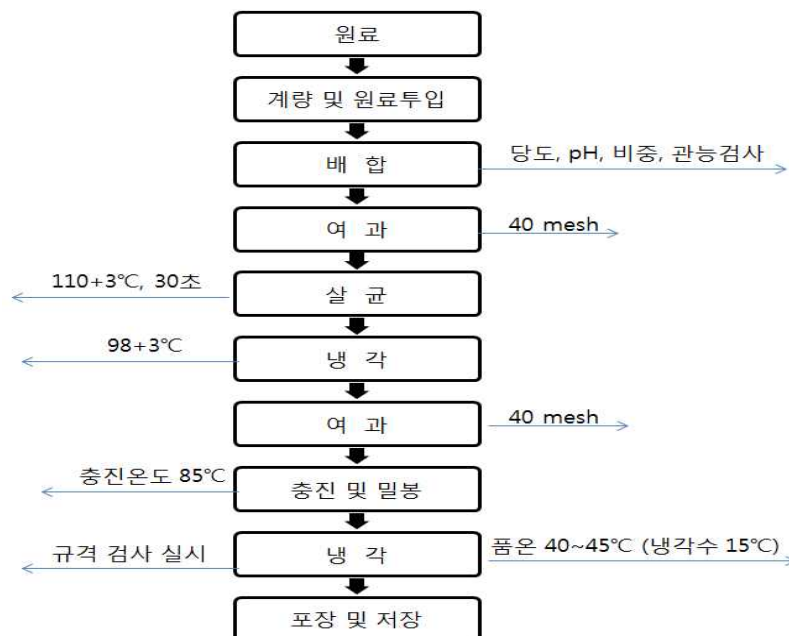 원료
계량 및 원료투입
배 합
당도, pH, 비중, 관능검사
여 과
40 mesh
110+3℃, 30초
살 균
98+3℃
냉 각
여 과
40 mesh
충진온도 85℃
충진 및 밀봉
규격 검사 실시
냉 각
품온 40~45℃ (냉각수 15℃)
포장 및 저장